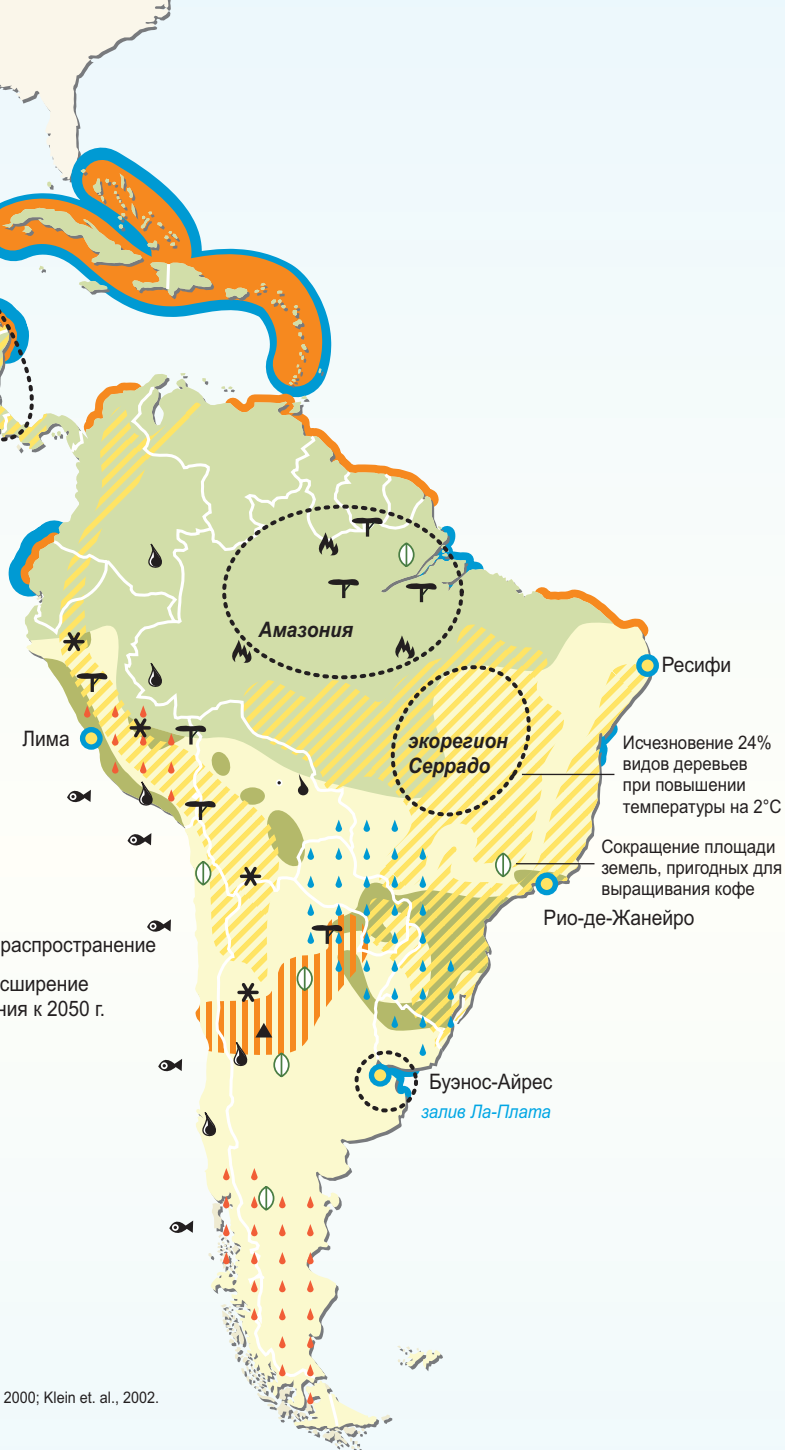 Амазония
Ресифи
Лима
экорегион
Серрадо
Исчезновение 24%
видов деревьев
при повышении
температуры на 2°C
Сокращение площади
земель, пригодных для
выращивания кофе
Рио-де-Жанейро
распространение
сширение
ния к 2050 г.
Буэнос-Айрес
залив Ла-Плата
2000; Klein et. al., 2002.